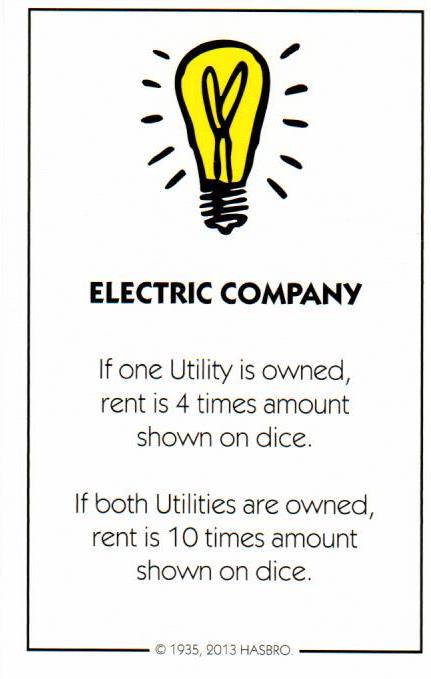 ELECTRIC COMPANY
If one Utility is owned,
rent is 4 times amount
shown on dice.
If both Utilities are owned,
rent is 10 times amount
shown on dice.
© 1935, 2013 HASBRO.